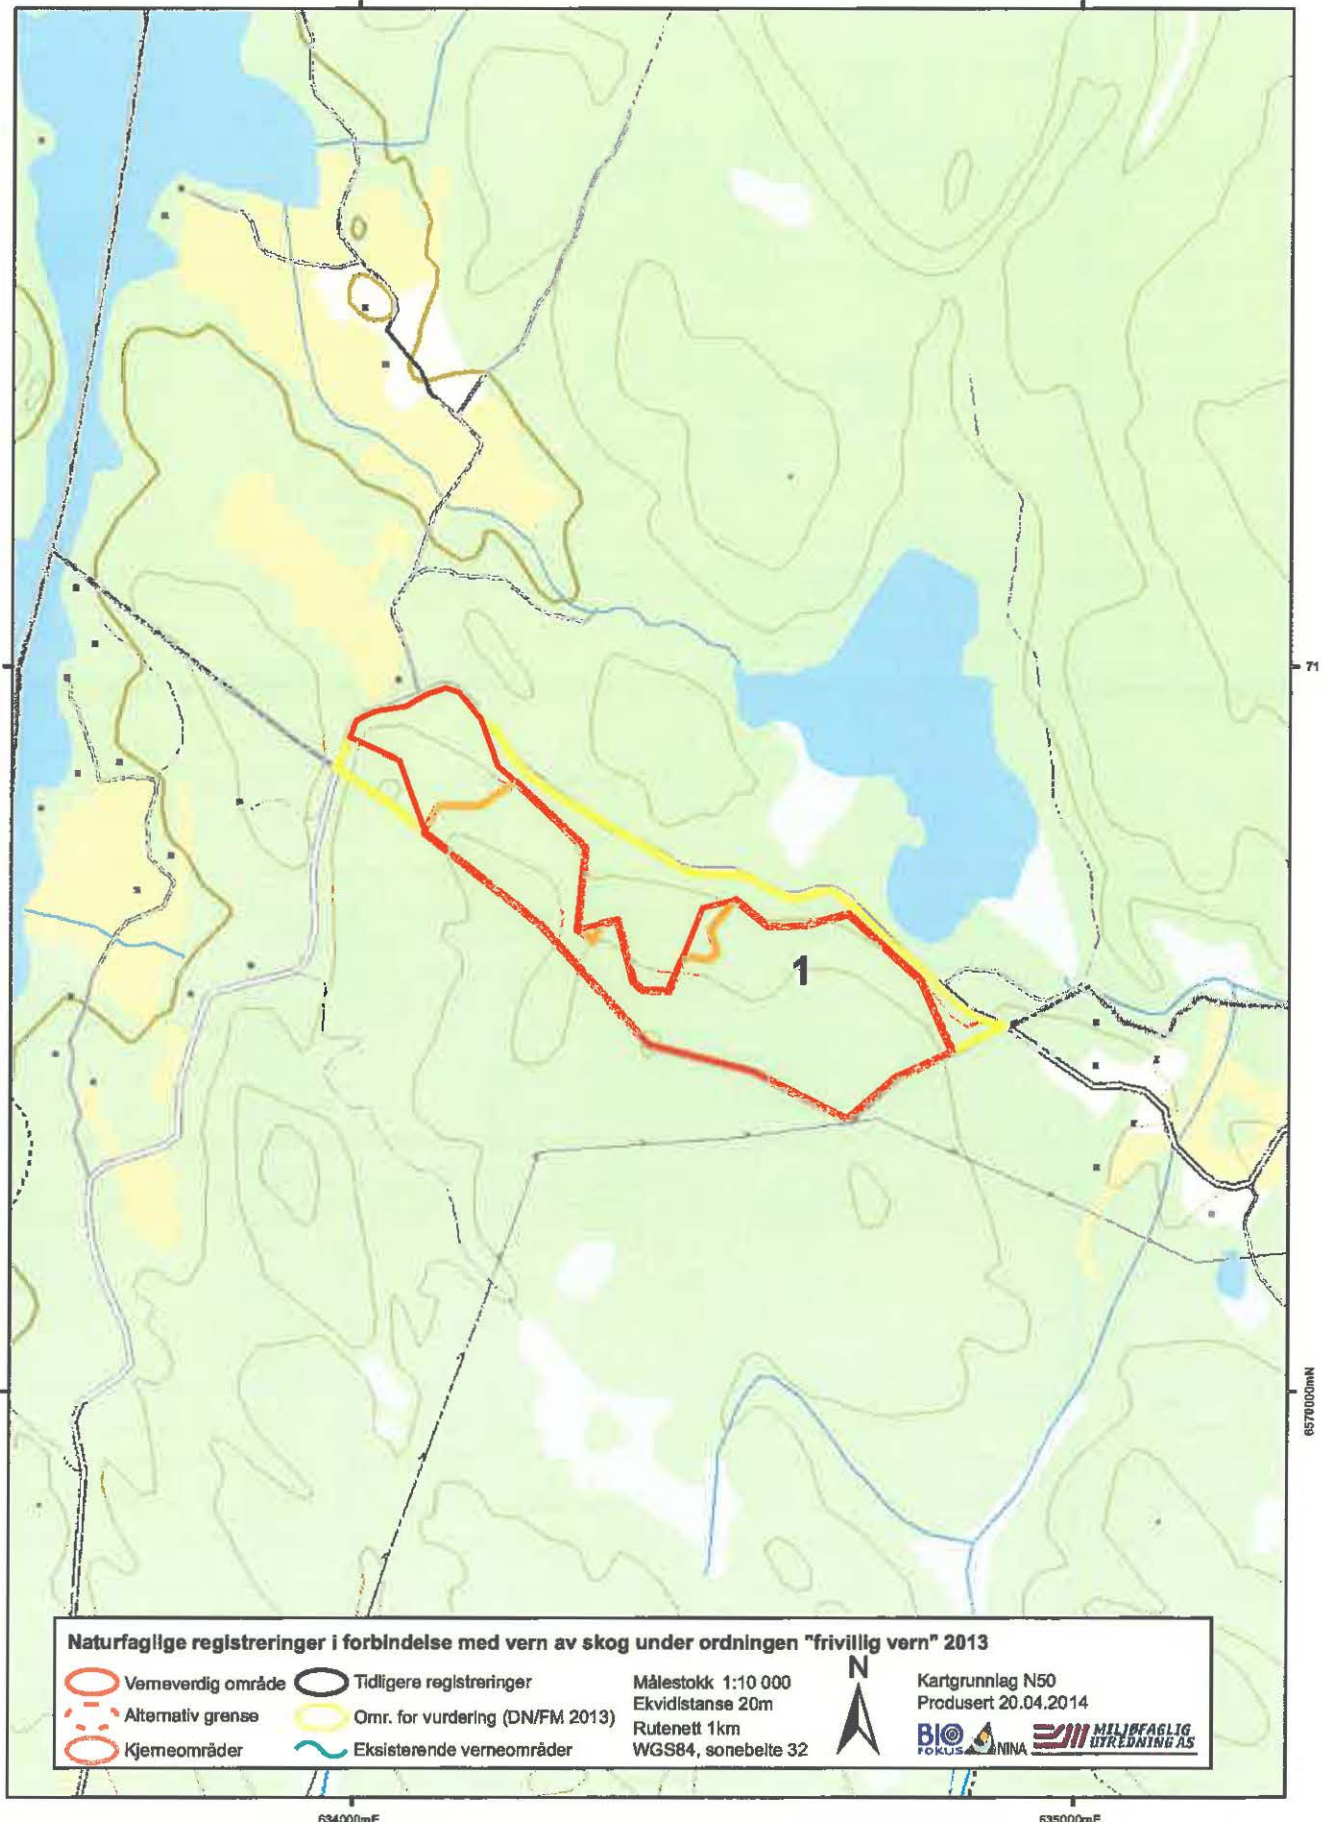 71
1
6570000mN
Naturfaglige registreringer i forbindelse med vern av skog under ordningen "frivillig vern" 2013
Verneverdig område
Tidligere registreringer
Målestokk 1:10 000
N
Kartgrunnlag N50
Alternativ grense
Omr. for vurdering (DN/FM 2013)
Ekvidistanse 20m
Produsert 20.04.2014
Kjerneområder
Eksisterende verneområder
Rutenett 1km
WGS84, sonebelte 32
BIO
FOKUS
NINA
MILJØFAGLIG
UTREDNING AS
634000mE
635000mE